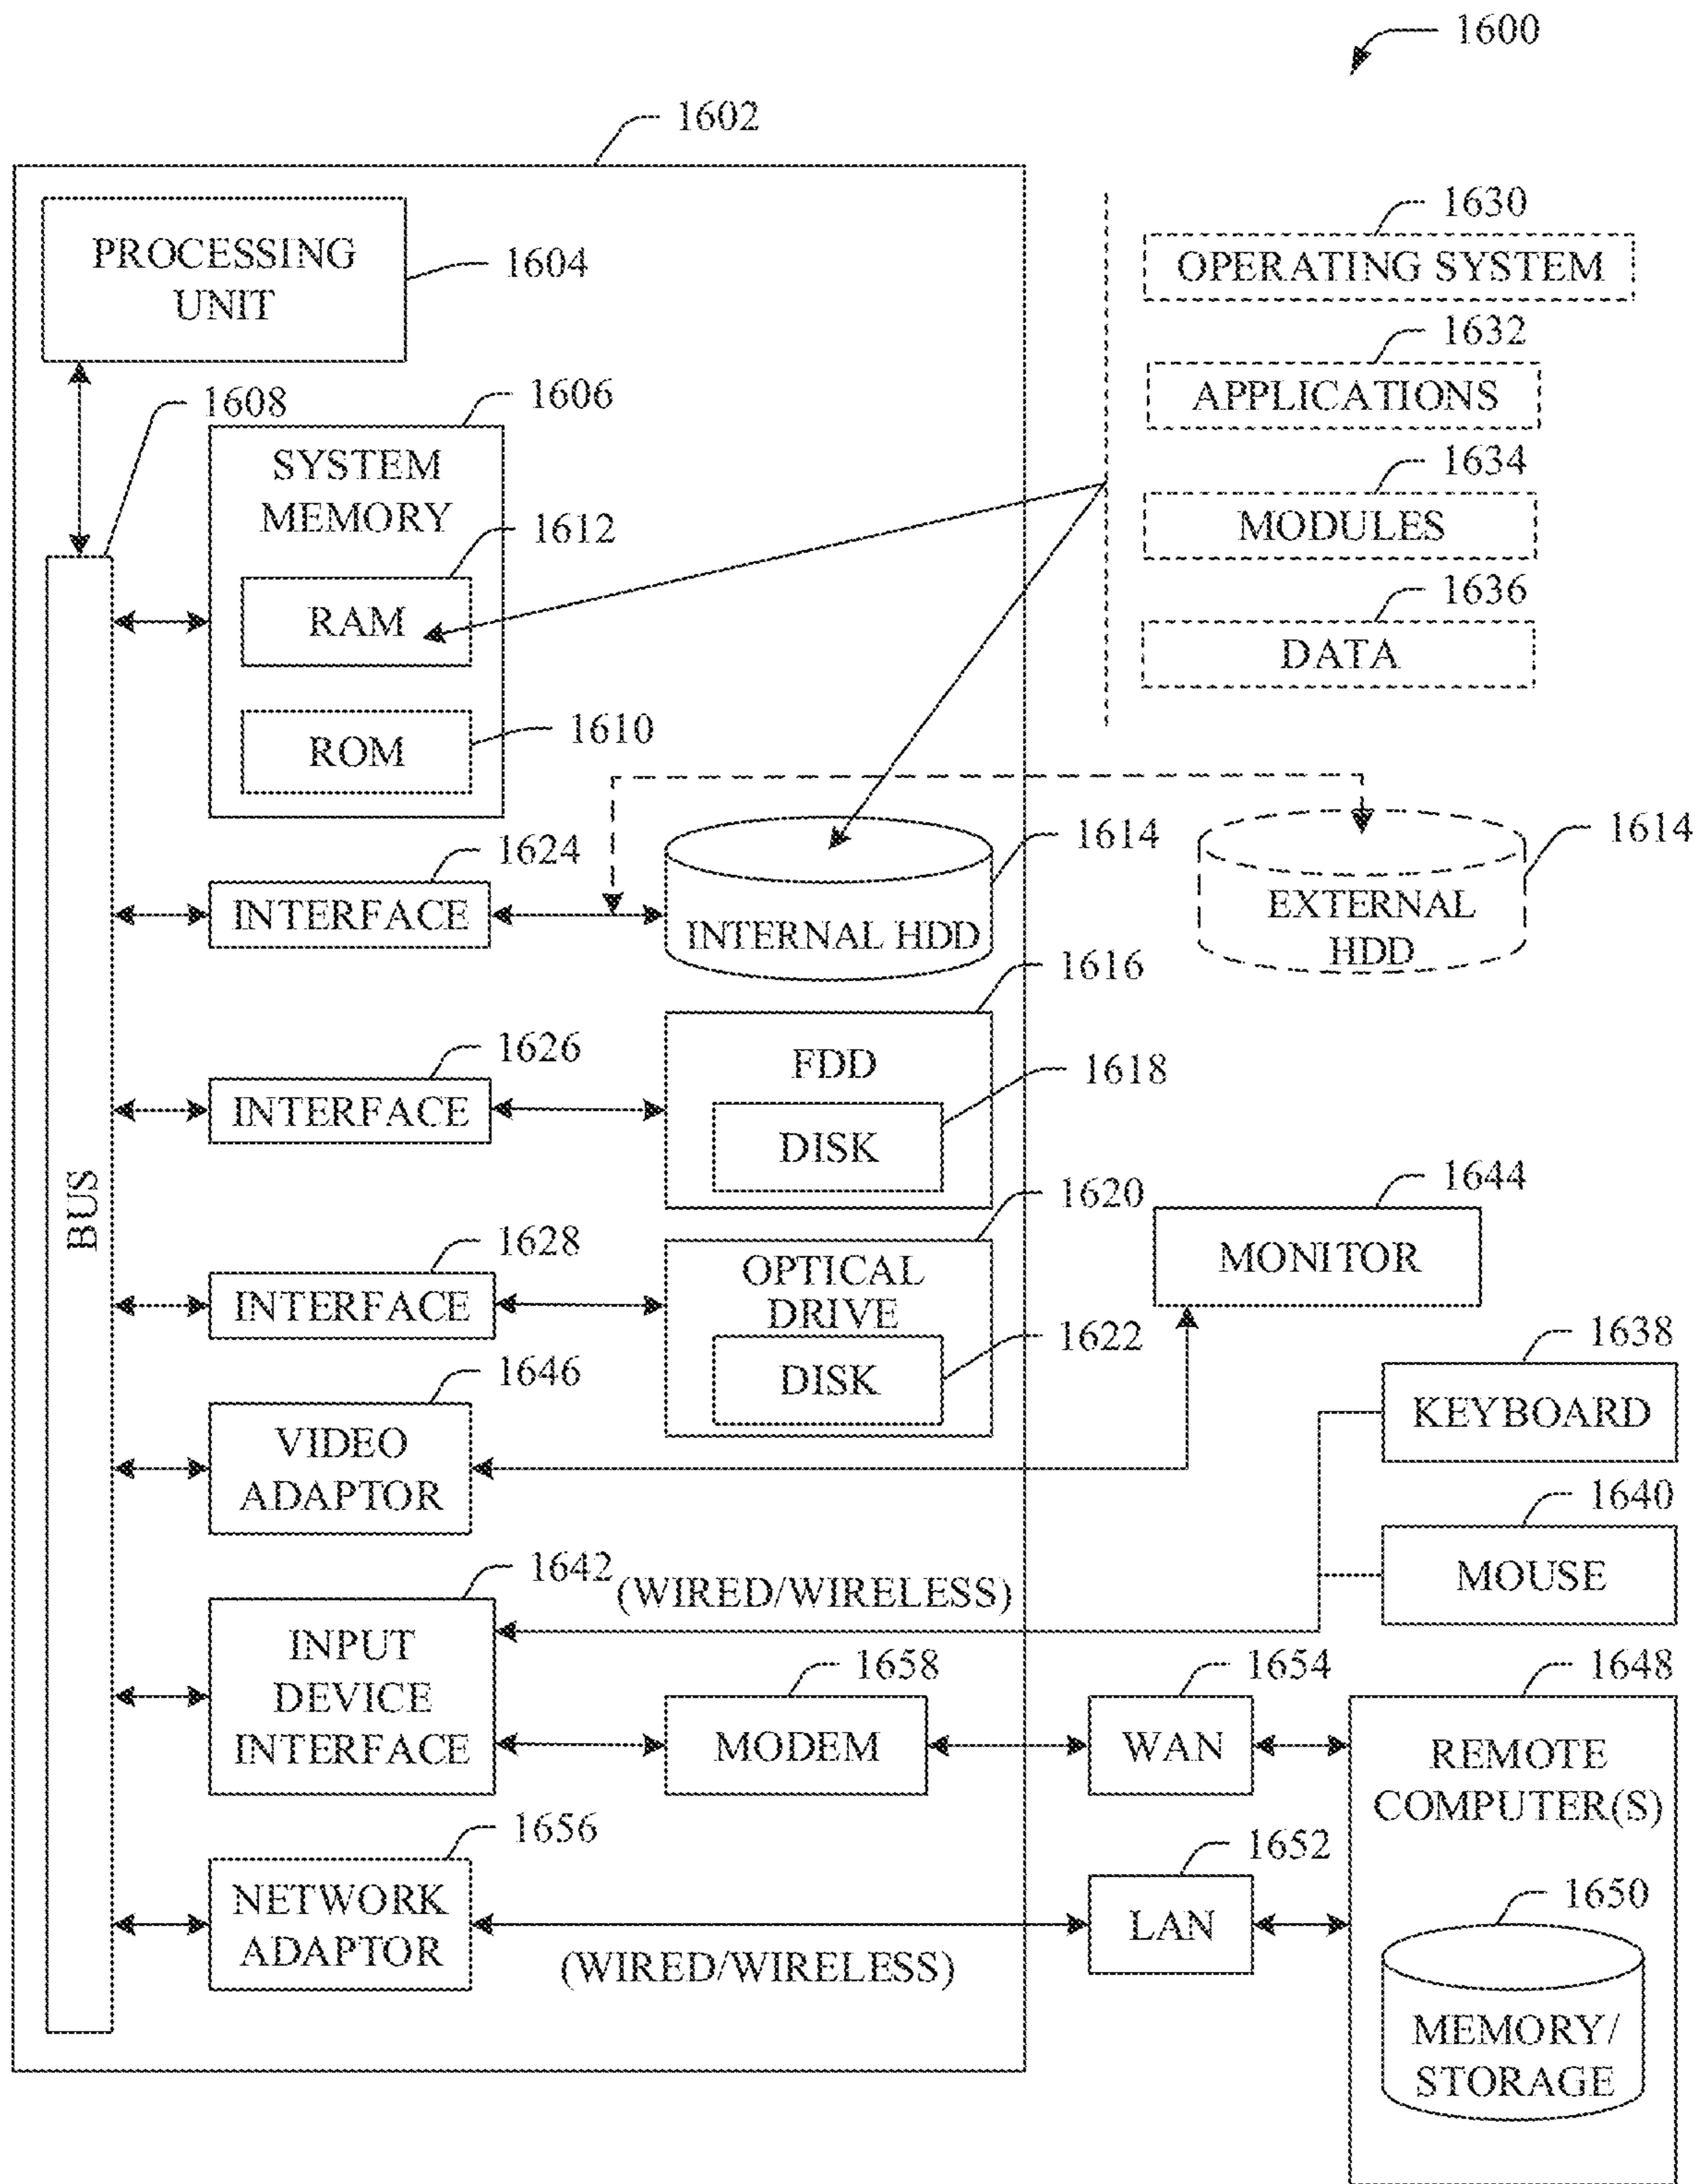 1600
1602
PROCESSING
UNIT
1604
1630
OPERATING SYSTEM
1632
APPLICATIONS
1634
MODULES
1636
DATA
1608
1606
SYSTEM
MEMORY
1612
RAM
1610
ROM
1624
INTERFACE
1614
INTERNAL HDD
1614
EXTERNAL
HDD
1616
1626
INTERFACE
FDD
1618
DISK
BUS
1620
1628
INTERFACE
OPTICAL
DRIVE
1622
DISK
1644
MONITOR
1646
VIDEO
ADAPTOR
1638
KEYBOARD
1640
MOUSE
1642
(WIRED/WIRELESS)
INPUT
DEVICE
INTERFACE
1658
MODEM
1654
WAN
1648
REMOTE
COMPUTER(S)
1656
NETWORK
ADAPTOR
(WIRED/WIRELESS)
1652
LAN
1650
MEMORY/
STORAGE